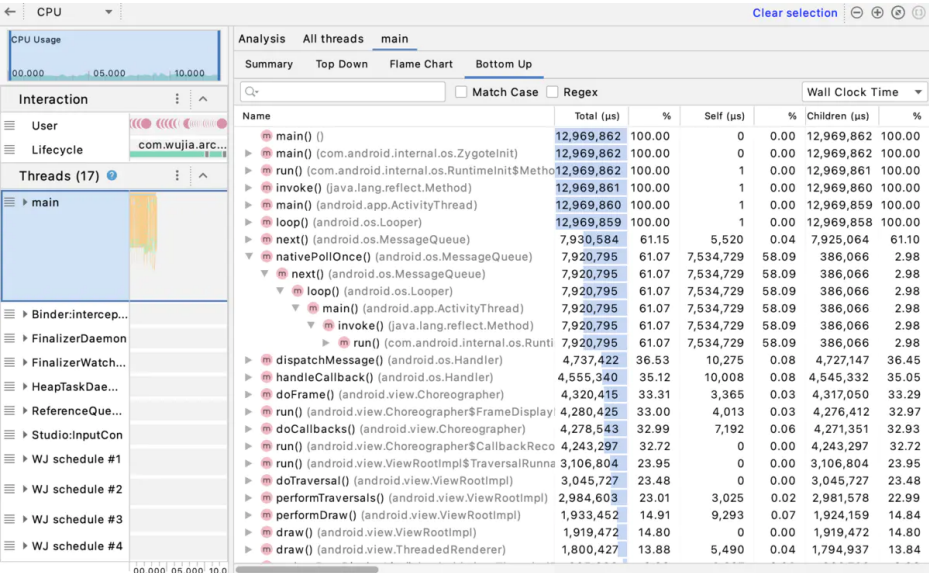 CPU
Clear selection
CPU Usage
00.000 05.000 10.000
Interaction
User
Lifecycle com.wujia.arc...
Threads (17)
main
Binder:intercep...
FinalizerDaemon
FinalizerWatch...
HeapTaskDae...
ReferenceQue...
Studio:InputCon
WJ schedule #1
WJ schedule #2
WJ schedule #3
WJ schedule #4
00.000 05.000 10.0
Analysis All threads main
Summary Top Down Flame Chart Bottom Up
Match Case Regex Wall Clock Time
Name Total (μs) % Self (μs) % Children (μs) %
main() () 12,969,862 100.00 0 0.00 12,969,862 100.00
main() (com.android.internal.os.ZygoteInit) 12,969,862 100.00 0 0.00 12,969,862 100.00
run() (com.android.internal.os.RuntimeInit$Metho 12,969,862 100.00 1 0.00 12,969,861 100.00
invoke() (java.lang.reflect.Method) 12,969,861 100.00 1 0.00 12,969,860 100.00
main() (android.app.ActivityThread) 12,969,860 100.00 1 0.00 12,969,859 100.00
loop() (android.os.Looper) 12,969,859 100.00 1 0.00 12,969,858 100.00
next() (android.os.MessageQueue) 7,930,584 61.15 5,520 0.04 7,925,064 61.10
nativePollOnce() (android.os.MessageQueue) 7,920,795 61.07 7,534,729 58.09 386,066 2.98
next() (android.os.MessageQueue) 7,920,795 61.07 7,534,729 58.09 386,066 2.98
loop() (android.os.Looper) 7,920,795 61.07 7,534,729 58.09 386,066 2.98
main() (android.app.ActivityThread) 7,920,795 61.07 7,534,729 58.09 386,066 2.98
invoke() (java.lang.reflect.Method) 7,920,795 61.07 7,534,729 58.09 386,066 2.98
run() (com.android.internal.os.Runti 7,920,795 61.07 7,534,729 58.09 386,066 2.98
dispatchMessage() (android.os.Handler) 4,737,422 36.53 10,275 0.08 4,727,147 36.45
handleCallback() (android.os.Handler) 4,555,340 35.12 10,008 0.08 4,545,332 35.05
doFrame() (android.view.Choreographer) 4,320,415 33.31 3,365 0.03 4,317,050 33.29
run() (android.view.Choreographer$FrameDisplay 4,280,425 33.00 4,013 0.03 4,276,412 32.97
doCallbacks() (android.view.Choreographer) 4,278,543 32.99 7,192 0.06 4,271,351 32.93
run() (android.view.Choreographer$CallbackReco 4,243,297 32.72 0 0.00 4,243,297 32.72
run() (android.view.ViewRootImpl$TraversalRunna 3,106,804 23.95 0 0.00 3,106,804 23.95
doTraversal() (android.view.ViewRootImpl) 3,045,727 23.48 0 0.00 3,045,727 23.48
performTraversals() (android.view.ViewRootImpl) 2,984,603 23.01 3,025 0.02 2,981,578 22.99
performDraw() (android.view.ViewRootImpl) 1,933,452 14.91 9,293 0.07 1,924,159 14.84
draw() (android.view.ViewRootImpl) 1,919,472 14.80 0 0.00 1,919,472 14.80
draw() (android.view.ThreadedRenderer) 1,800,427 13.88 5,490 0.04 1,794,937 13.84